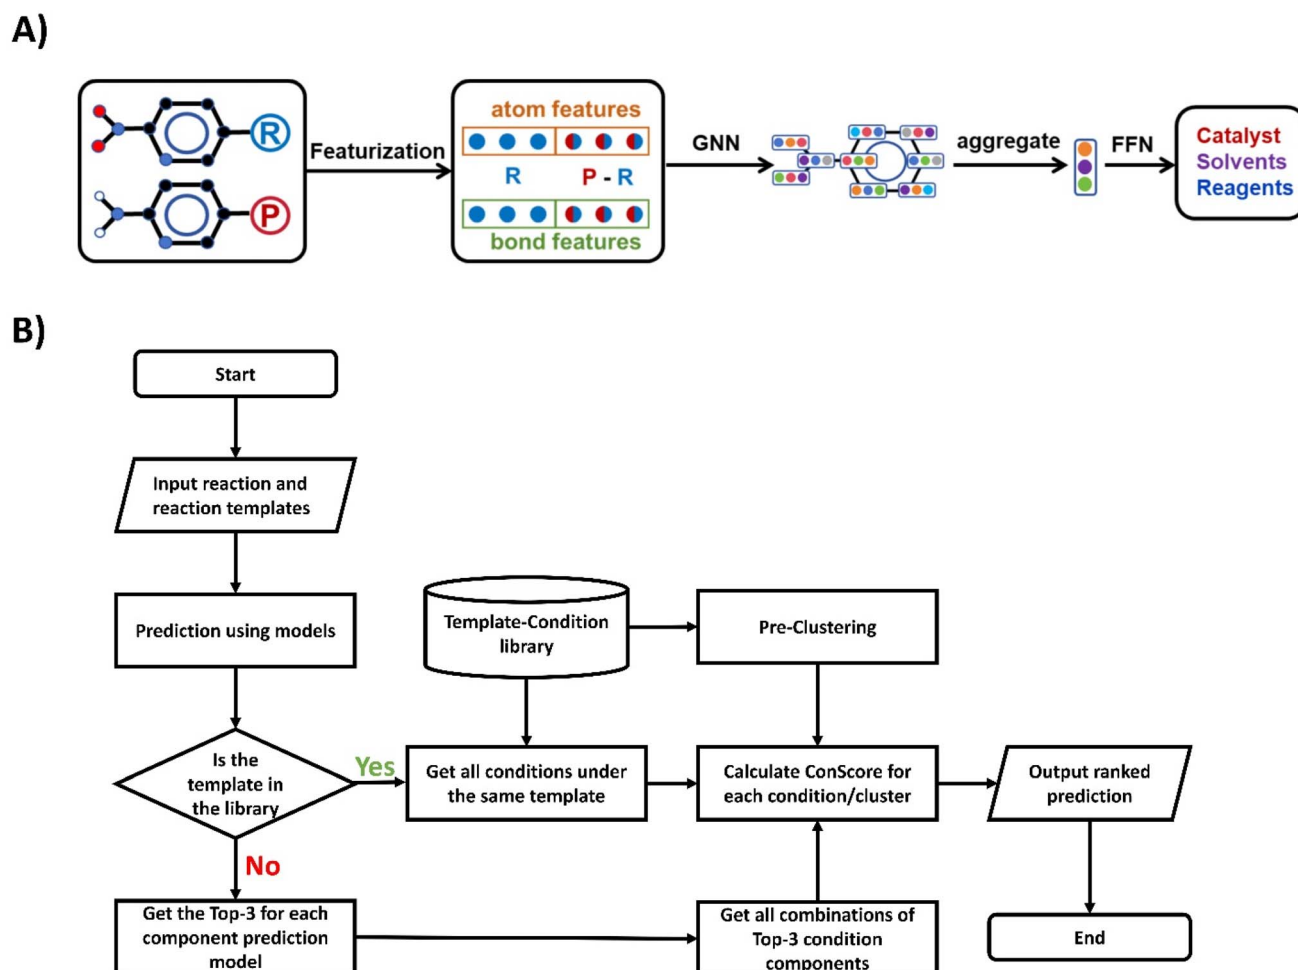 A)
R
P
Featurization
atom features
R
P - R
bond features
GNN
aggregate
FFN
Catalyst
Solvents
Reagents
B)
Start
Input reaction and
reaction templates
Prediction using models
Is the
template in
the library
Yes
No
Template-Condition
library
Pre-Clustering
Get all conditions under
the same template
Calculate ConScore for
each condition/cluster
Output ranked
prediction
Get the Top-3 for each
component prediction
model
Get all combinations of
Top-3 condition
components
End